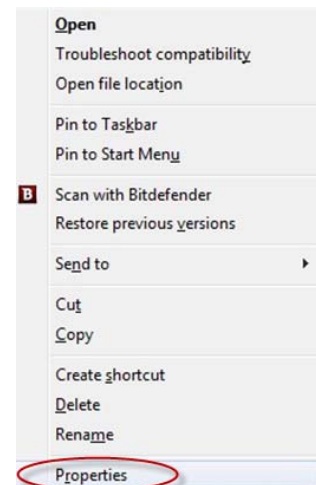 Open
Troubleshoot compatibility
Open file location
Pin to Taskbar
Pin to Start Menu
B Scan with Bitdefender
Restore previous versions
Send to
Cut
Copy
Create shortcut
Delete
Rename
Properties